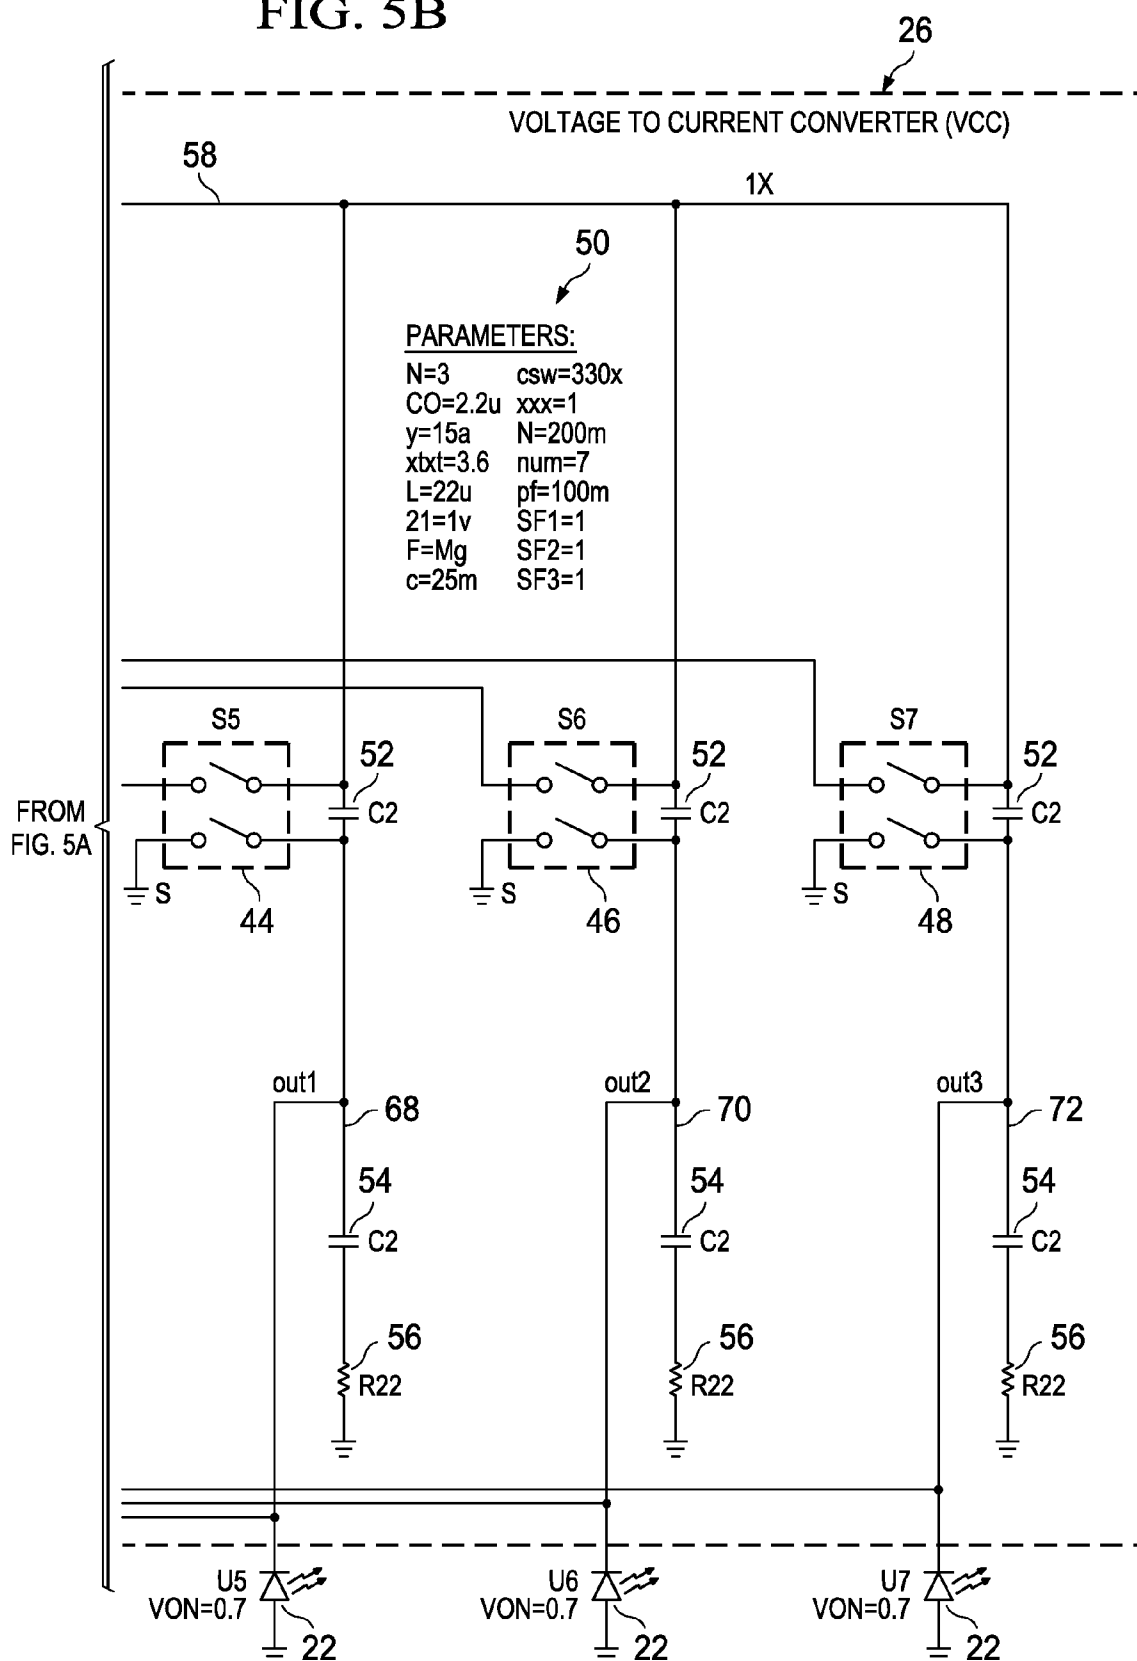 FIG. 5B
26
VOLTAGE TO CURRENT CONVERTER (VCC)
58
1X
50
PARAMETERS:
N=3 csw=330x
CO=2.2u xxx=1
y=15a N=200m
xtxt=3.6 num=7
L=22u pf=100m
21=1v SF1=1
F=Mg SF2=1
c=25m SF3=1
S5 S6 S7
52 52 52
C2 C2 C2
FROM
FIG. 5A
S S S
44 46 48
out1 out2 out3
68 70 72
54 54 54
C2 C2 C2
56 56 56
R22 R22 R22
U5 U6 U7
VON=0.7 VON=0.7 VON=0.7
22 22 22